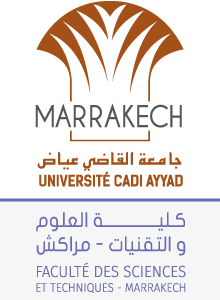 MARRAKECH
جامعة القاضي عياض
UNIVERSITÉ CADI AYYAD
كلية العلوم
و التقنيات - مراكش
FACULTÉ DES SCIENCES
ET TECHNIQUES - MARRAKECH